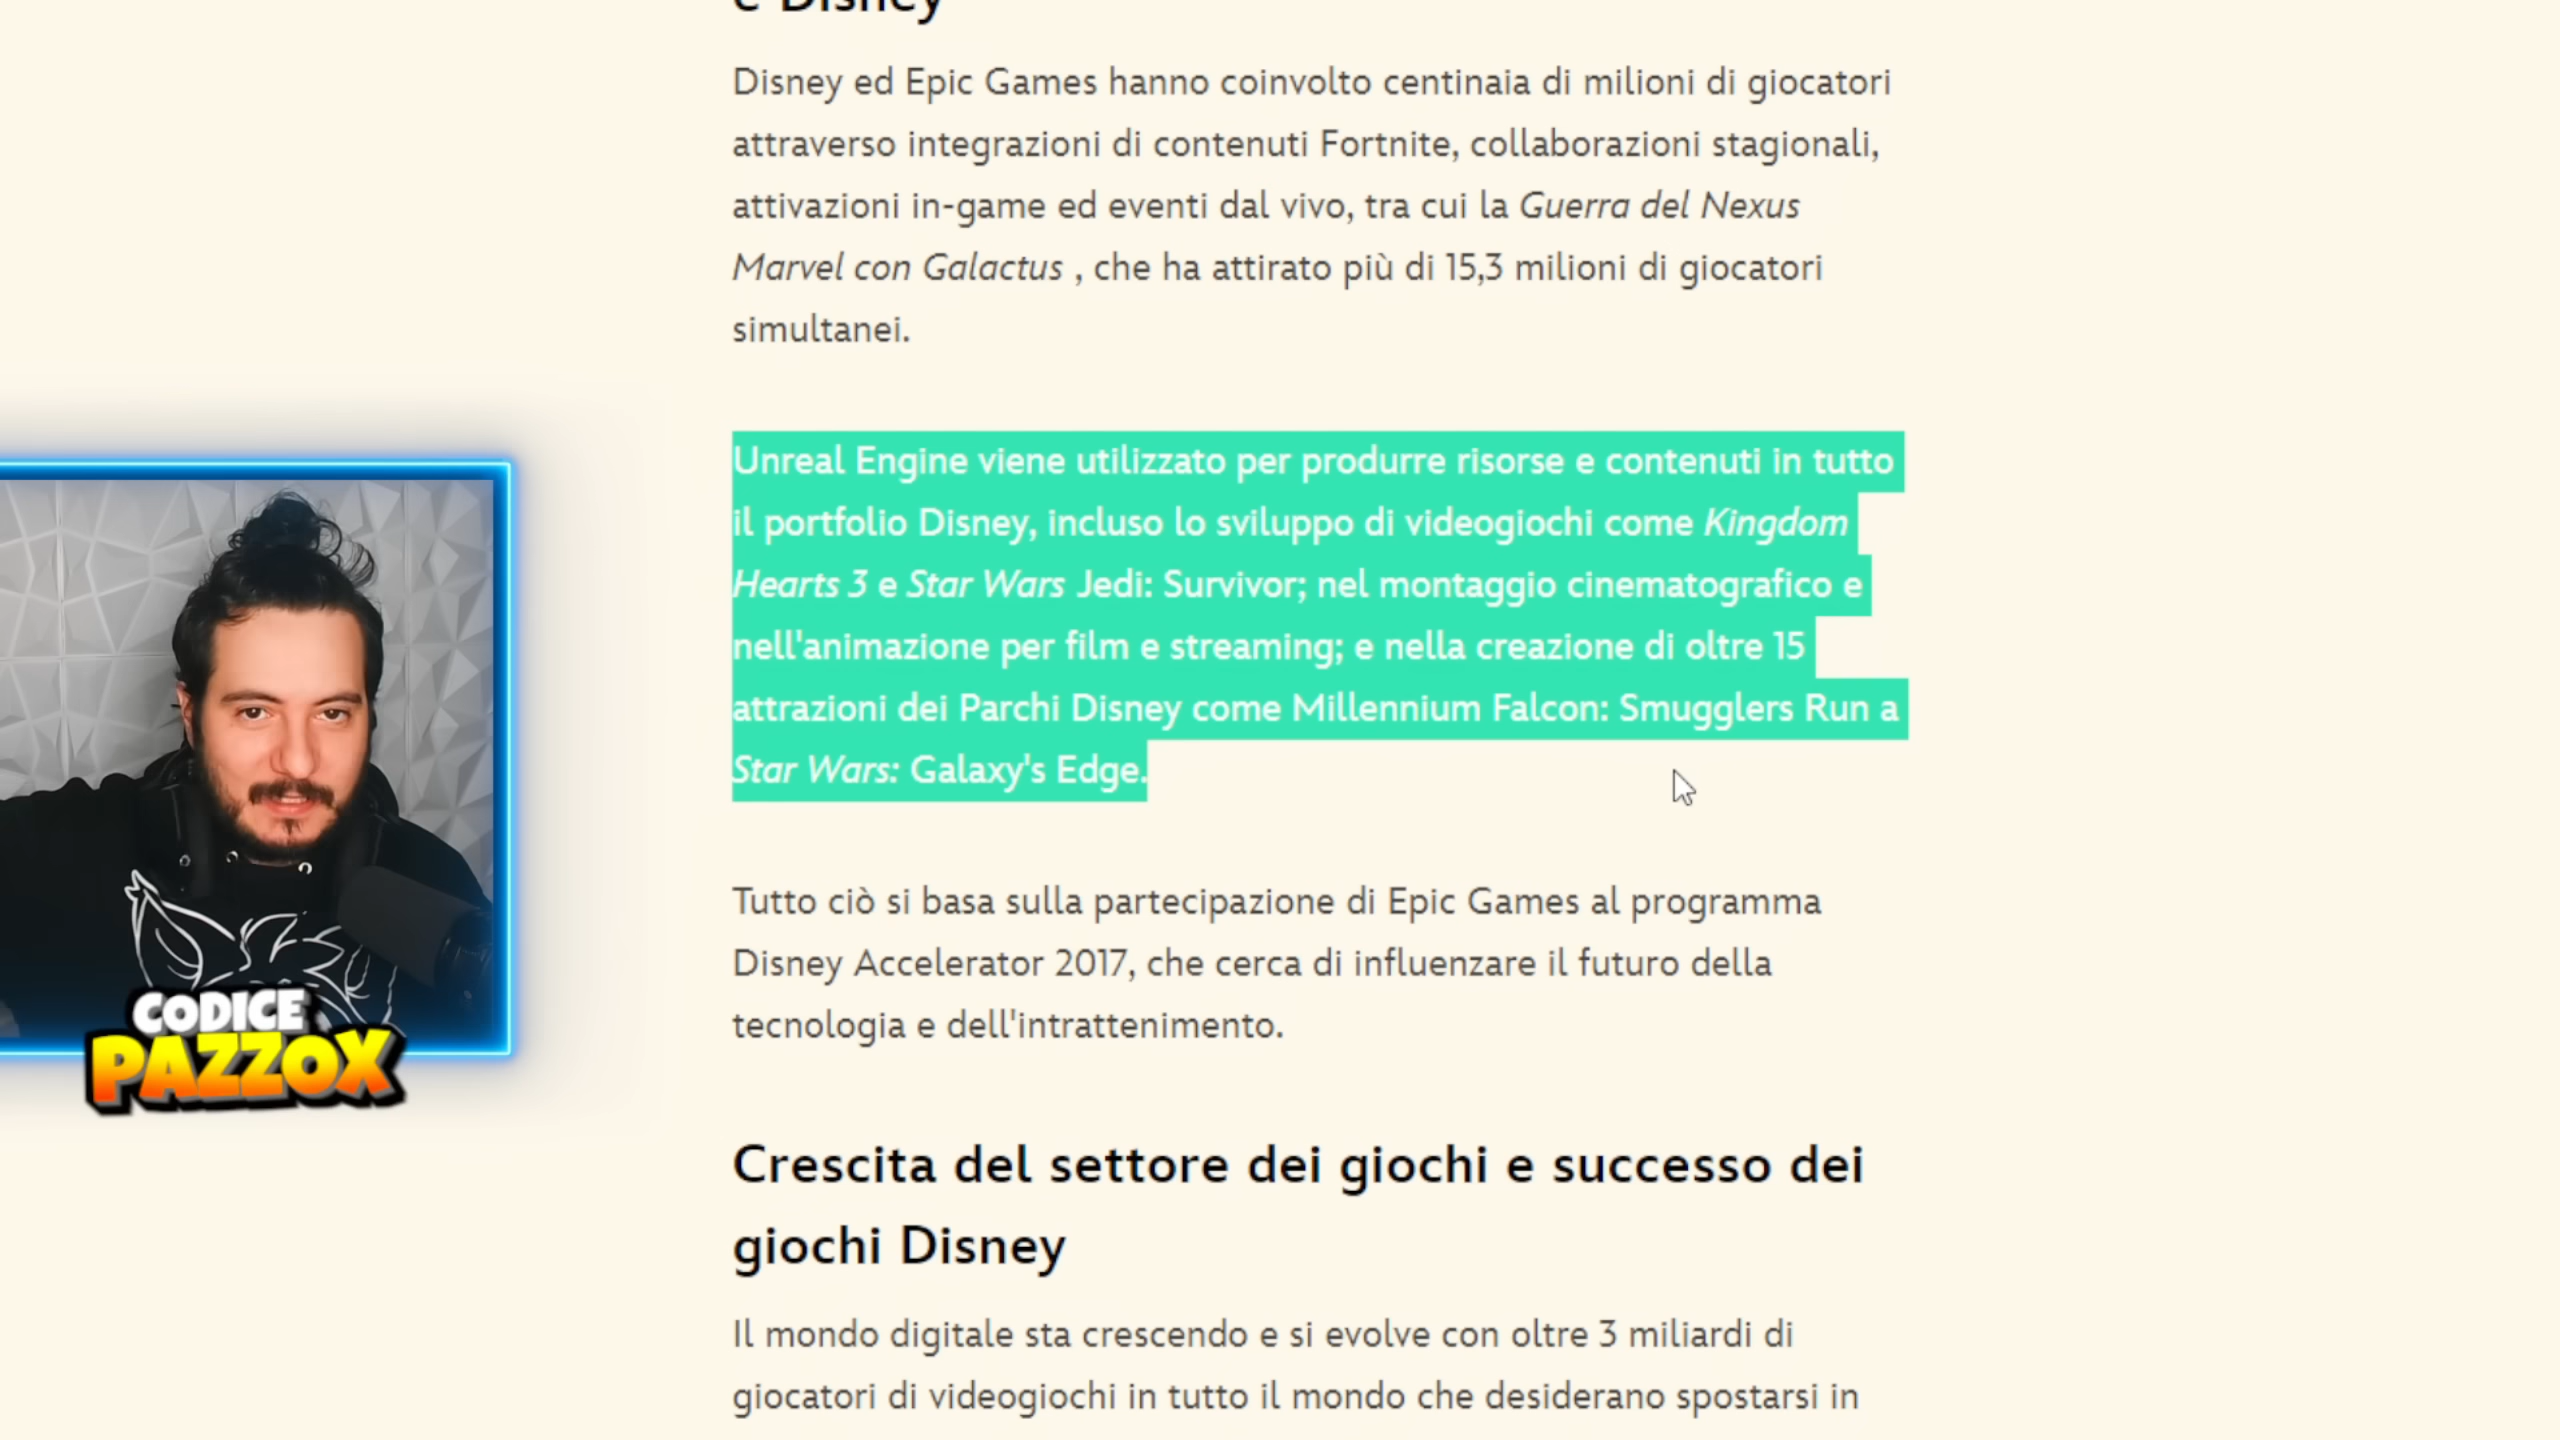 e Disney
Disney ed Epic Games hanno coinvolto centinaia di milioni di giocatori
attraverso integrazioni di contenuti Fortnite, collaborazioni stagionali,
attivazioni in-game ed eventi dal vivo, tra cui la Guerra del Nexus
Marvel con Galactus , che ha attirato più di 15,3 milioni di giocatori
simultanei.
Unreal Engine viene utilizzato per produrre risorse e contenuti in tutto
il portfolio Disney, incluso lo sviluppo di videogiochi come Kingdom
Hearts 3 e Star Wars Jedi: Survivor; nel montaggio cinematografico e
nell'animazione per film e streaming; e nella creazione di oltre 15
attrazioni dei Parchi Disney come Millennium Falcon: Smugglers Run a
Star Wars: Galaxy's Edge.
Tutto ciò si basa sulla partecipazione di Epic Games al programma
Disney Accelerator 2017, che cerca di influenzare il futuro della
tecnologia e dell'intrattenimento.
CODICE
PAZZOX
Crescita del settore dei giochi e successo dei
giochi Disney
Il mondo digitale sta crescendo e si evolve con oltre 3 miliardi di
giocatori di videogiochi in tutto il mondo che desiderano spostarsi in